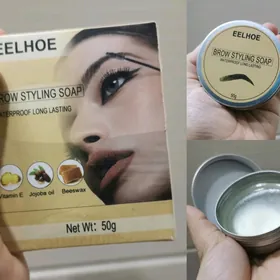 EELHOE
BROW STYLING SOAP
WATERPROOF LONG LASTING
Vitamin E Jojoba oil Beeswax
Net Wt: 50g
EELHOE
BROW STYLING SOAP
WATERPROOF LONG LASTING
50g